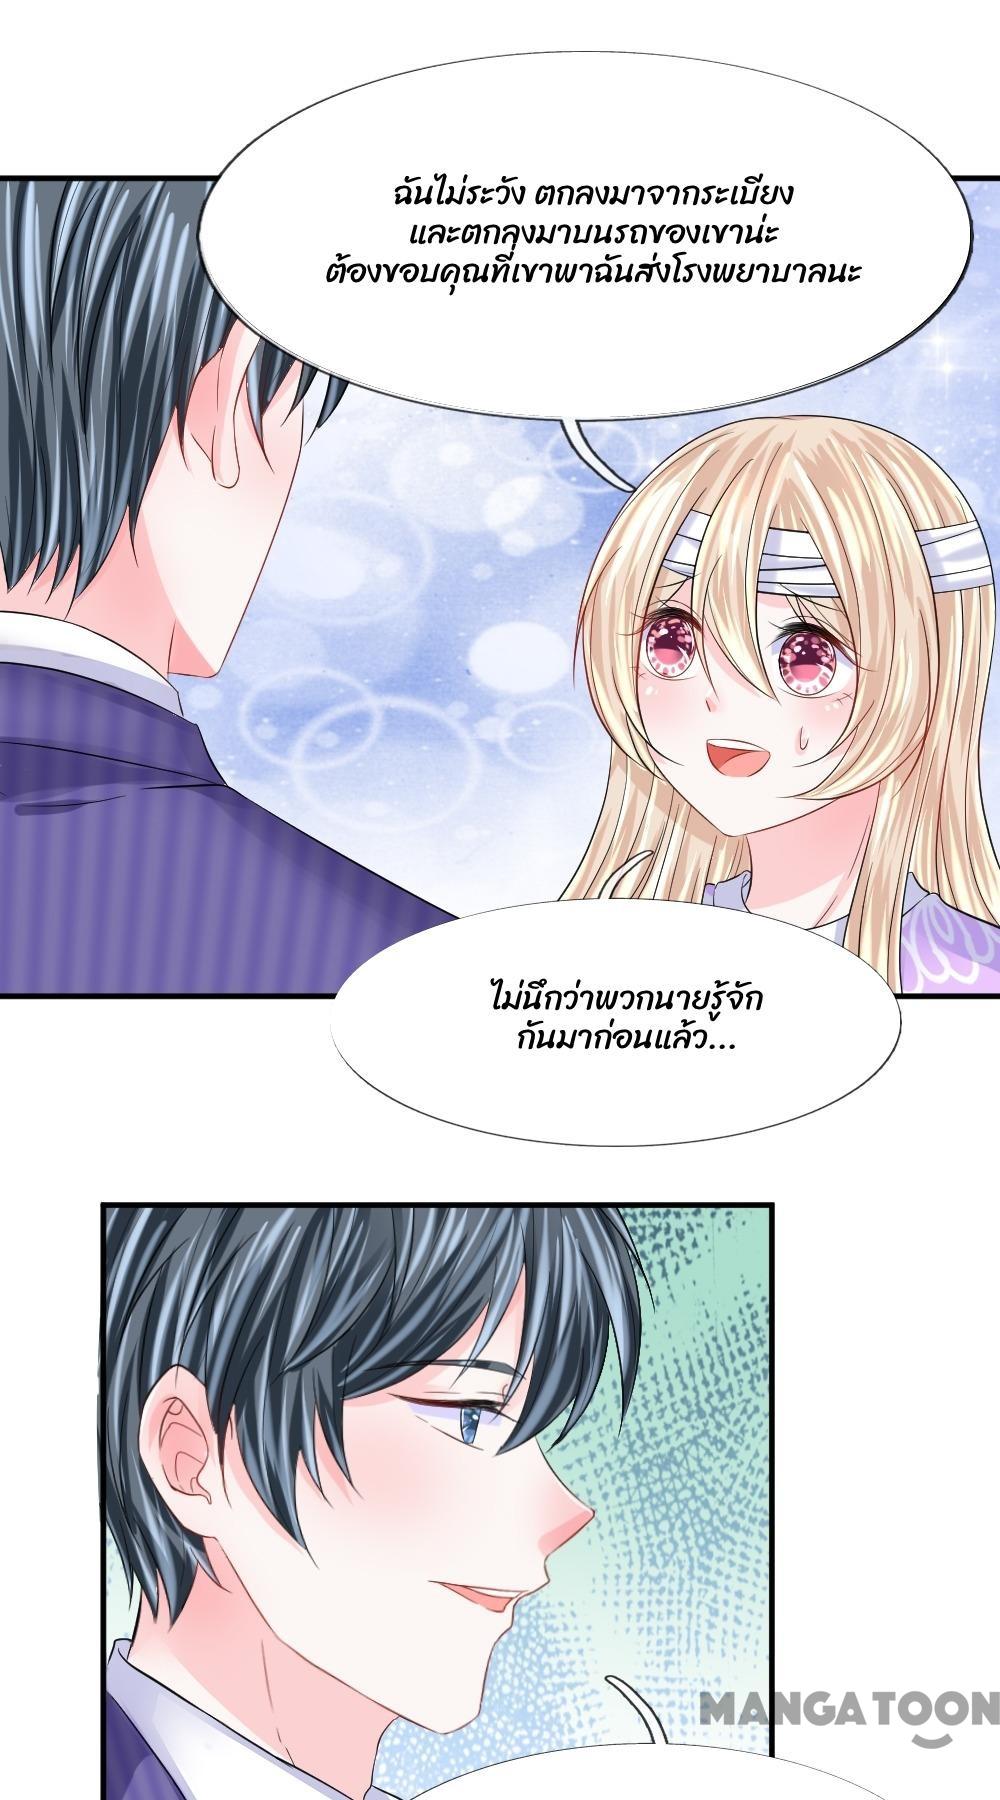 ฉันไม่ระวัง ตกลงมาจากระเบียง
และตกลงมาบนรถของเขาน่ะ
ต้องขอบคุณที่เขาพาฉันส่งโรงพยาบาลนะ
ไม่นึกว่าพวกนายรู้จัก
กันมาก่อนแล้ว...
MANGATOON